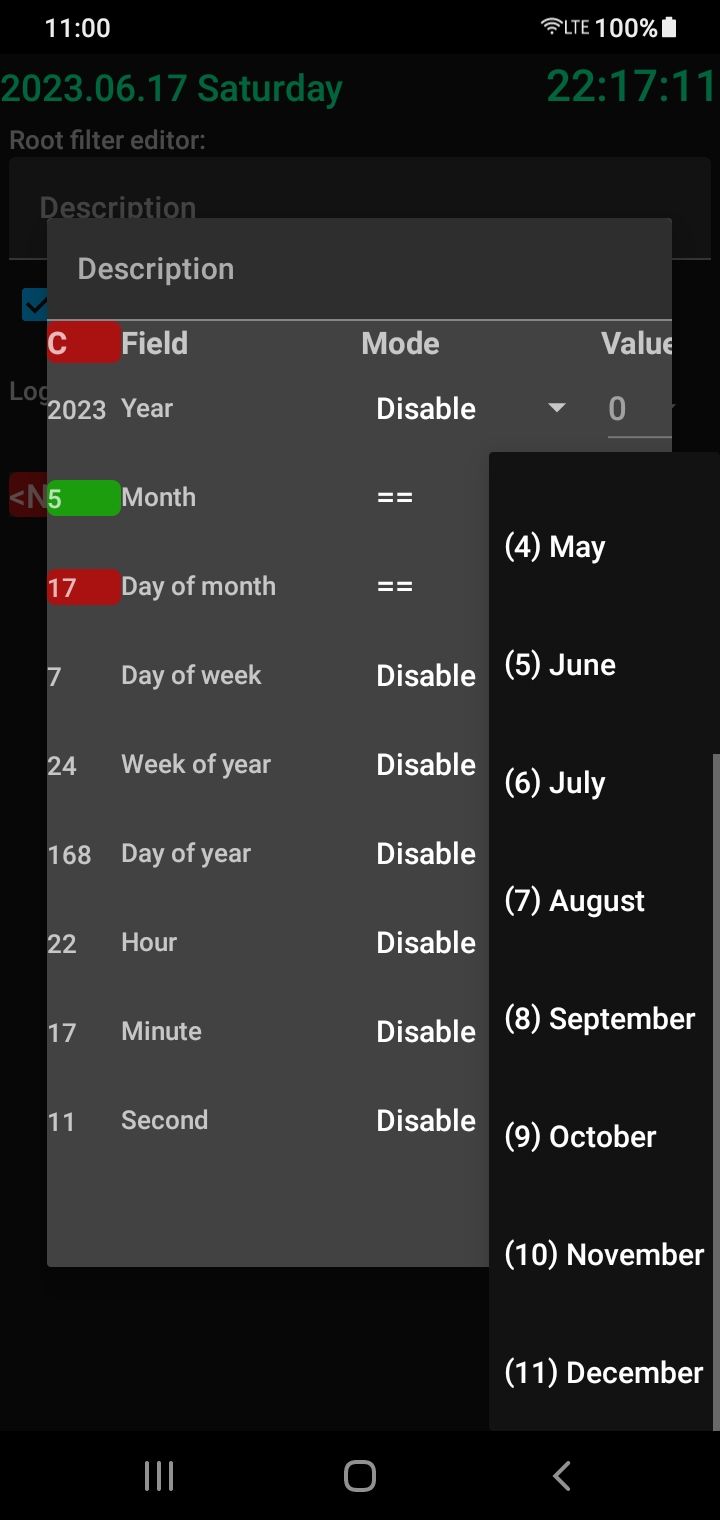 11:00 LTE 100%
2023.06.17 Saturday 22:17:11
Root filter editor:
Description
Description
C Field Mode Value
Log
2023 Year Disable 0
<N
5 Month ==
(4) May
17 Day of month ==
(5) June
7 Day of week Disable
24 Week of year Disable
(6) July
168 Day of year Disable
(7) August
22 Hour Disable
(8) September
17 Minute Disable
11 Second Disable
(9) October
(10) November
(11) December